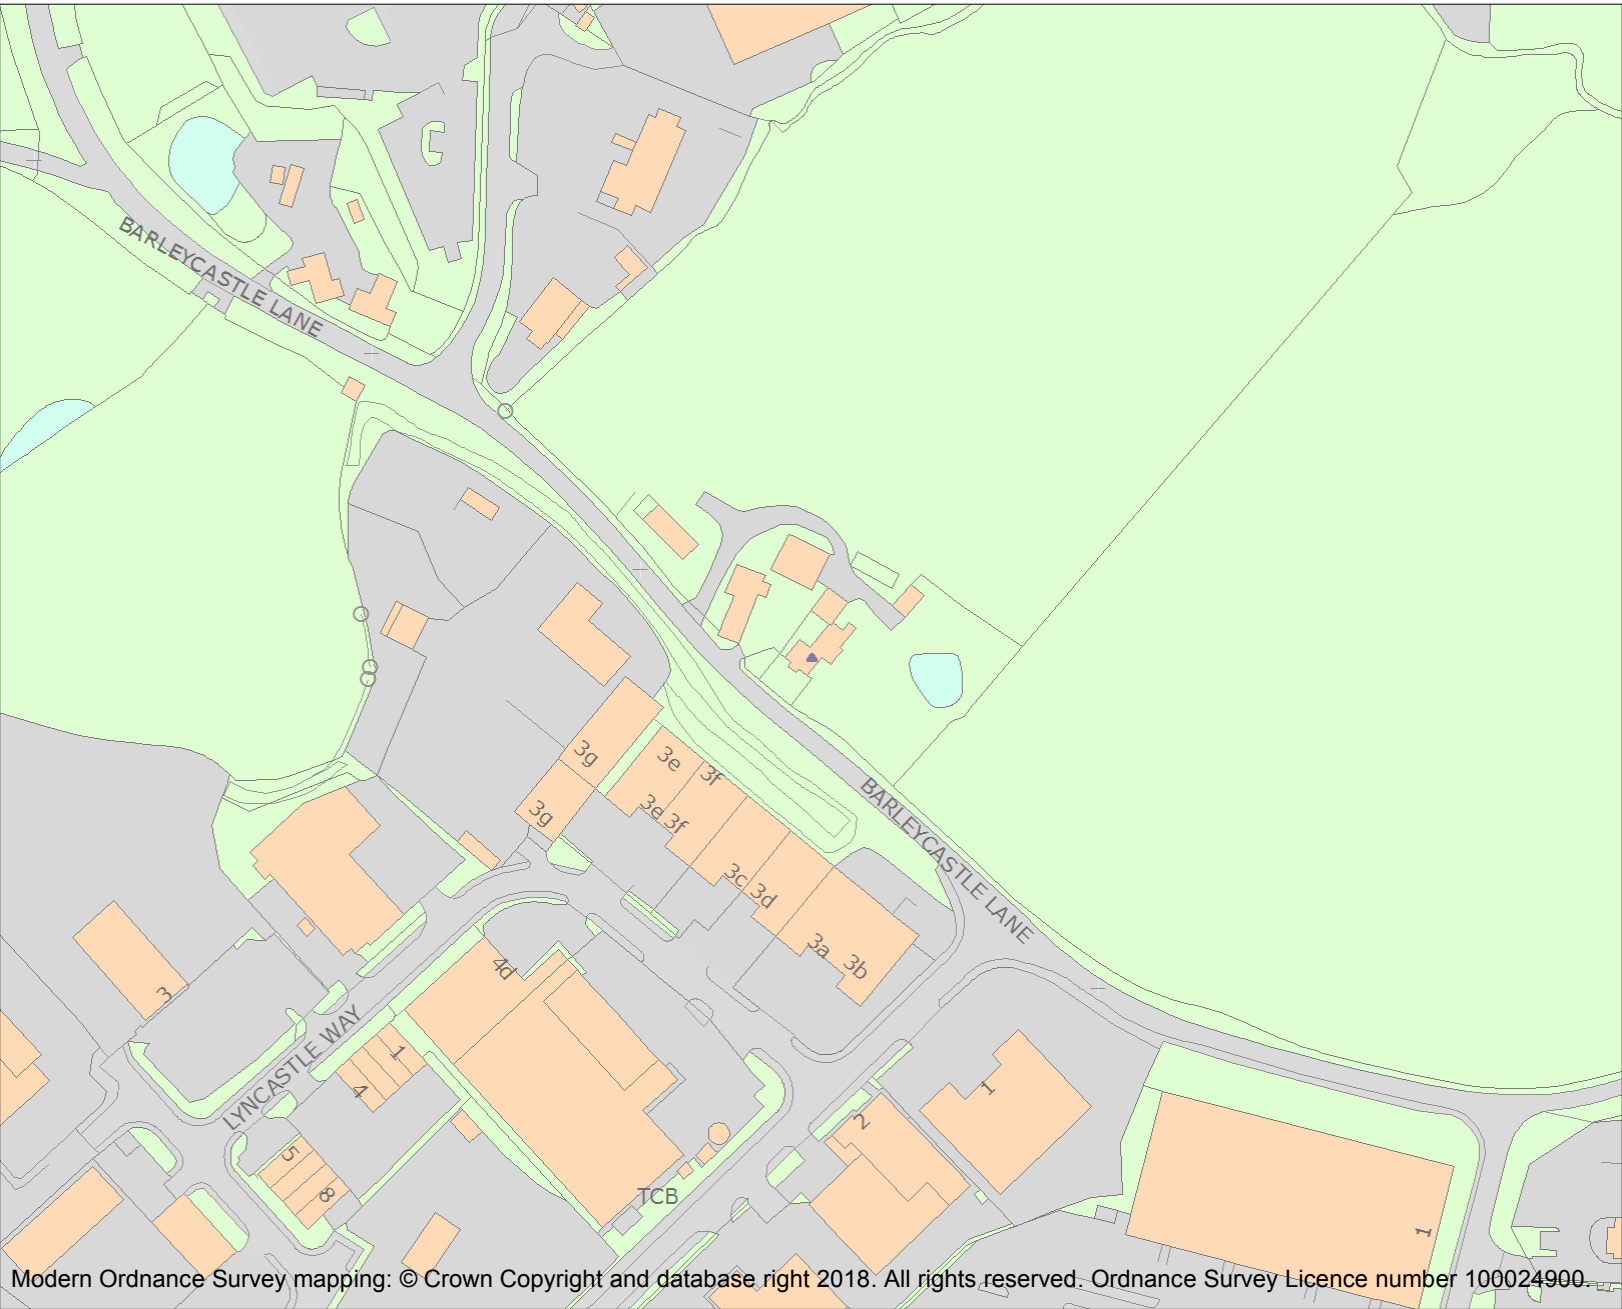 BARLEYCASTLE LANE
3g
3e
3f
3g
3e
3f
BARLEYCASTLE LANE
3c
3d
3a
3b
4d
3
LYNCASTLE WAY
1
4
1
2
5
8
TCB
1
Modern Ordnance Survey mapping: © Crown Copyright and database right 2018. All rights reserved. Ordnance Survey Licence number 100024900.